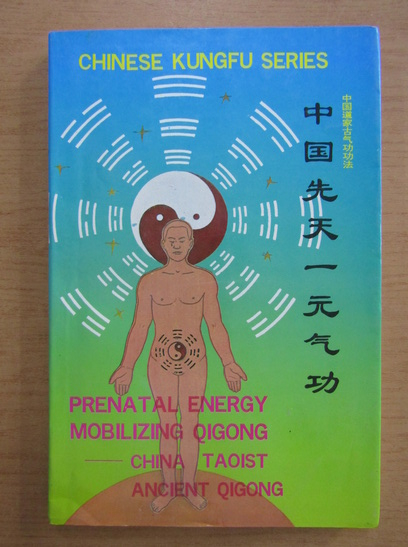 CHINESE KUNGFU SERIES
中国道家古气功功法
中国先天一元气功
PRENATAL ENERGY
MOBILIZING QIGONG
—— CHINA TAOIST
ANCIENT QIGONG